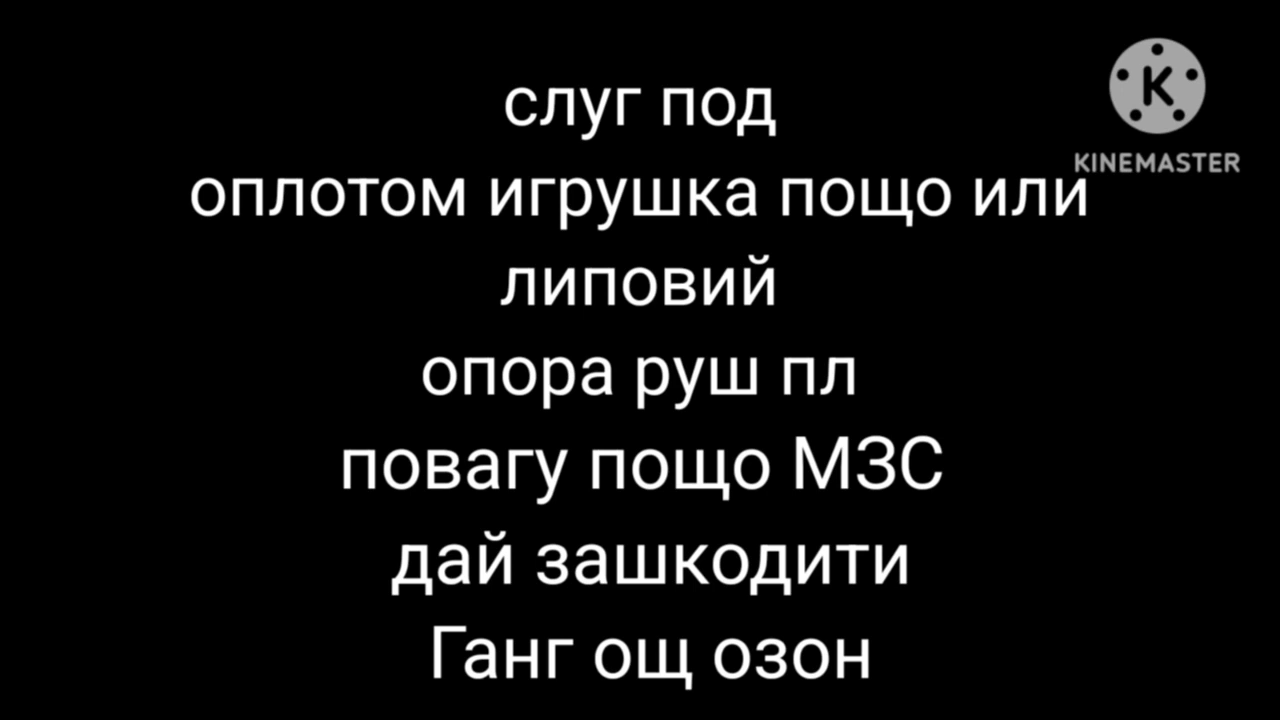 слуг под
оплотом игрушка пощо или
липовий
опора руш пл
повагу пощо МЗС
дай зашкодити
Ганг ощ озон
K
KINEMASTER